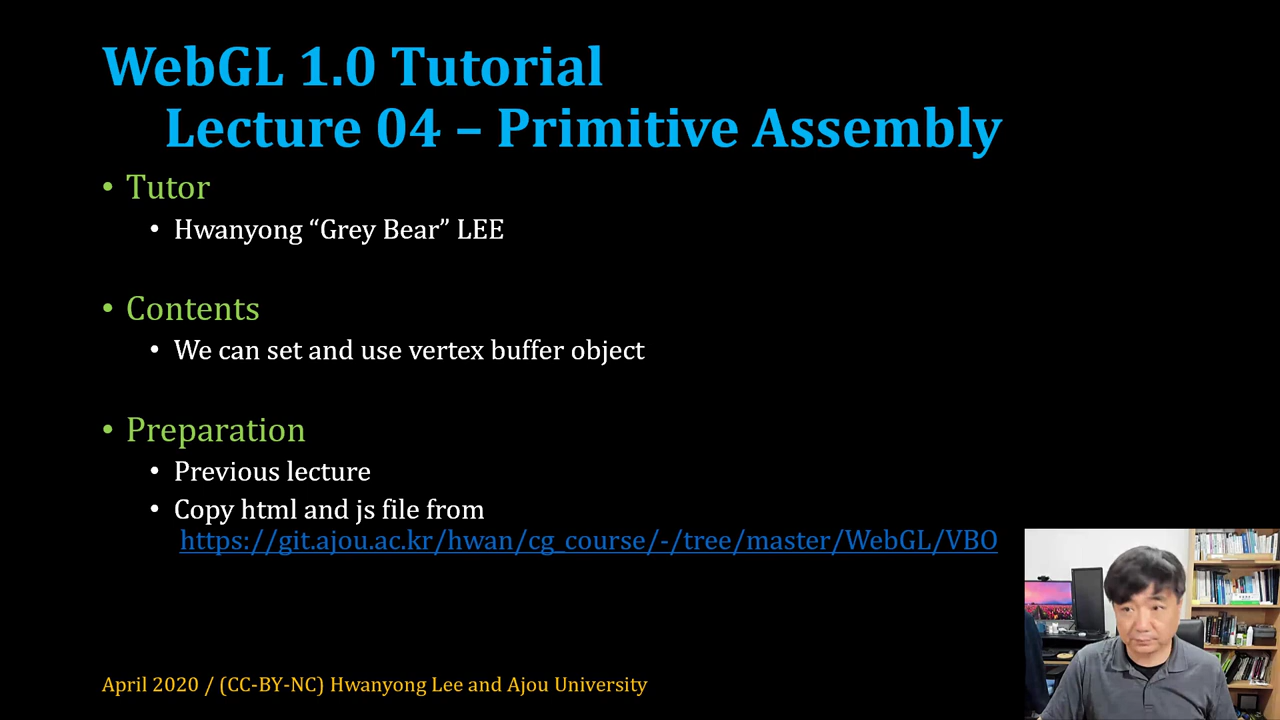 WebGL 1.0 Tutorial
Lecture 04 – Primitive Assembly
• Tutor
• Hwanyong “Grey Bear” LEE
• Contents
• We can set and use vertex buffer object
• Preparation
• Previous lecture
• Copy html and js file from
https://git.ajou.ac.kr/hwan/cg_course/-/tree/master/WebGL/VBO
April 2020 / (CC-BY-NC) Hwanyong Lee and Ajou University